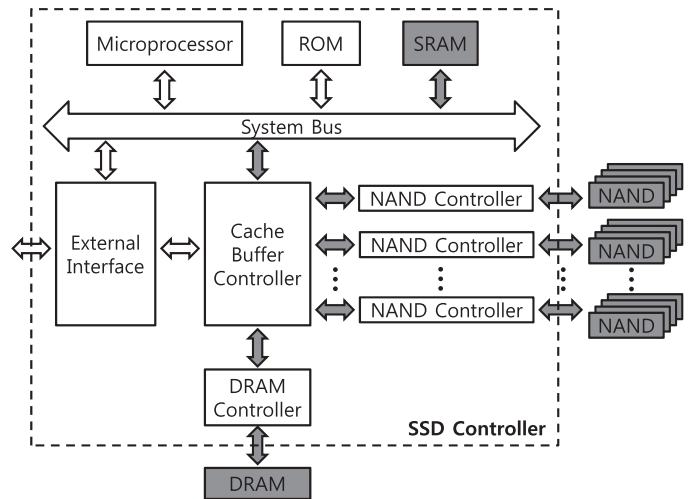 Microprocessor
ROM
SRAM
System Bus
External
Interface
Cache
Buffer
Controller
NAND Controller
NAND
NAND Controller
NAND
NAND Controller
NAND
DRAM
Controller
SSD Controller
DRAM